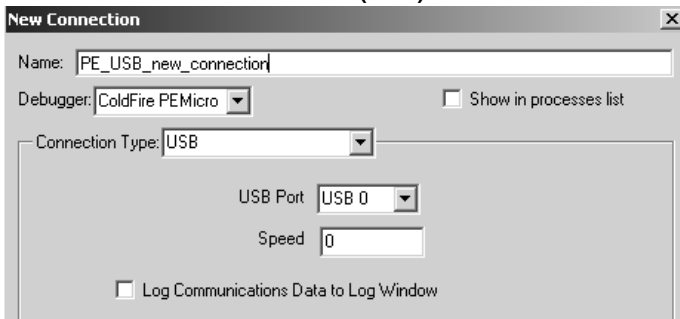 New Connection
Name: PE_USB_new_connection
Debugger: ColdFire PEMicro
Show in processes list
Connection Type: USB
USB Port USB 0
Speed 0
Log Communications Data to Log Window